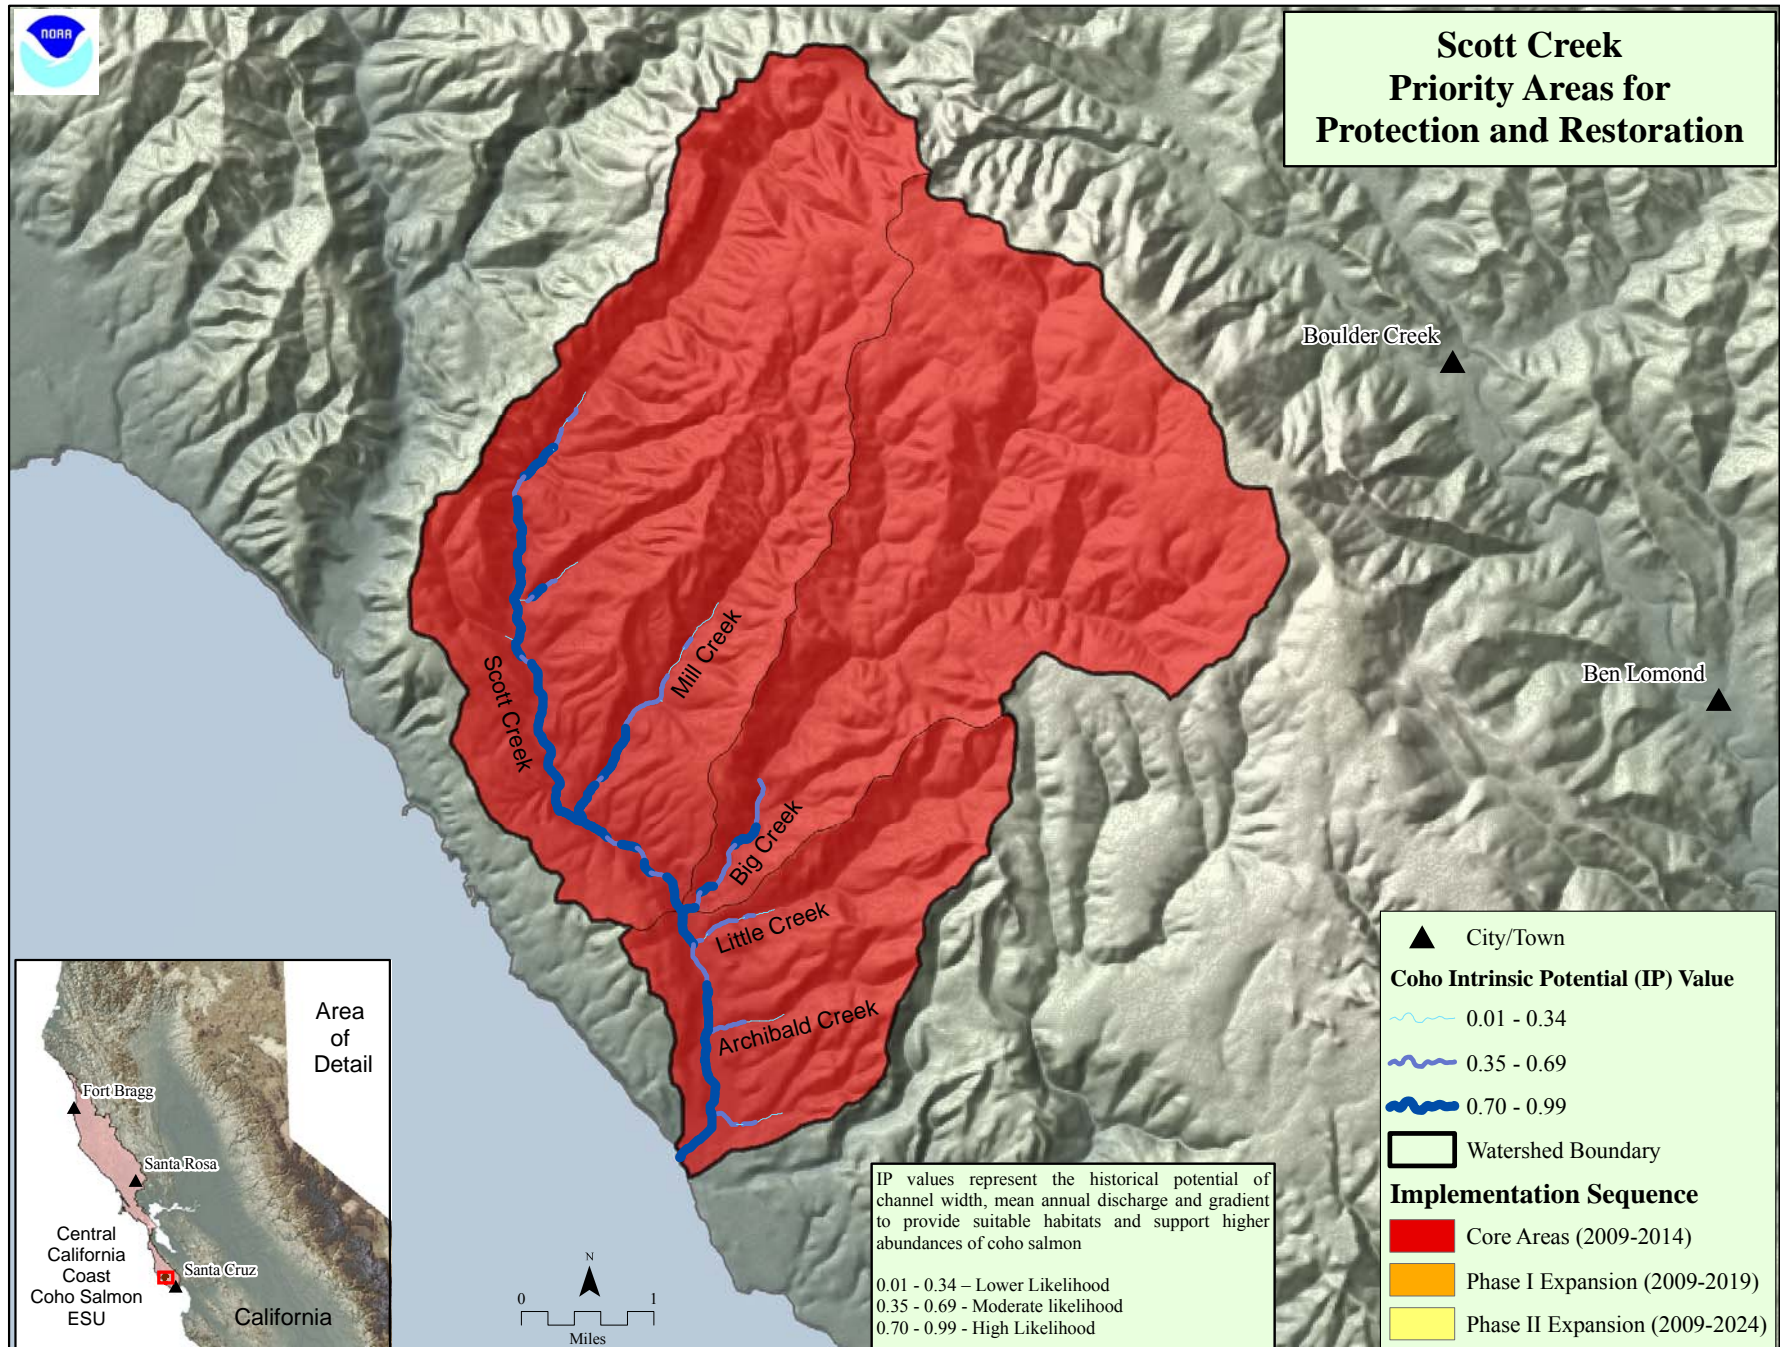 NOAA
Scott Creek
Priority Areas for
Protection and Restoration
Boulder Creek
Ben Lomond
Scott Creek
Mill Creek
Big Creek
Little Creek
Archibald Creek
Area
of
Detail
Fort Bragg
Santa Rosa
Central
California
Coast
Coho Salmon
ESU
Santa Cruz
California
N
0 1
Miles
IP values represent the historical potential of
channel width, mean annual discharge and gradient
to provide suitable habitats and support higher
abundances of coho salmon
0.01 - 0.34 – Lower Likelihood
0.35 - 0.69 - Moderate likelihood
0.70 - 0.99 - High Likelihood
City/Town
Coho Intrinsic Potential (IP) Value
0.01 - 0.34
0.35 - 0.69
0.70 - 0.99
Watershed Boundary
Implementation Sequence
Core Areas (2009-2014)
Phase I Expansion (2009-2019)
Phase II Expansion (2009-2024)